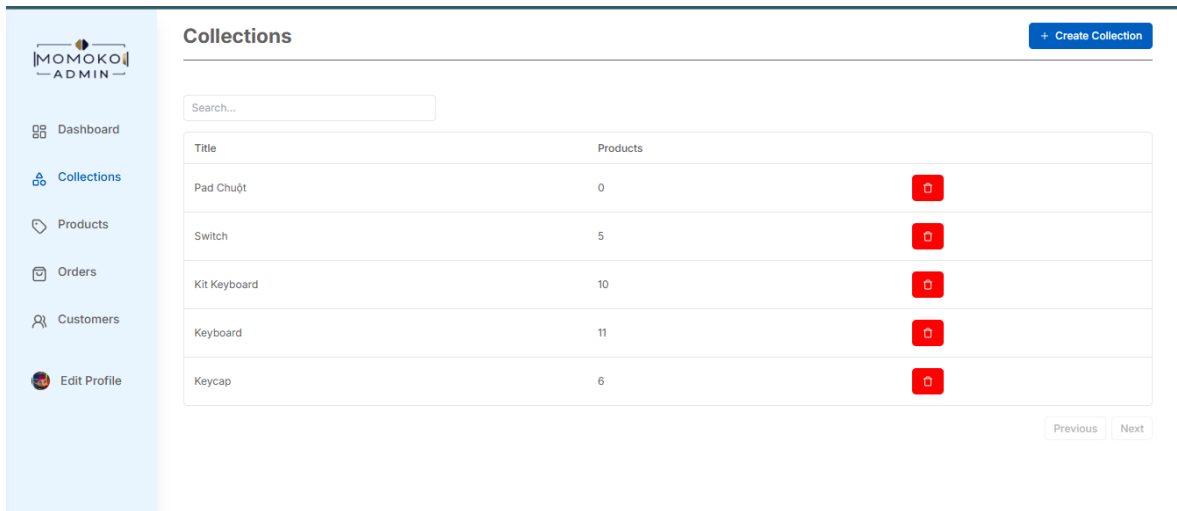 MOMOKOI
ADMIN
Dashboard
Collections
Products
Orders
Customers
Edit Profile
Collections
+ Create Collection
Search...
Title Products
Pad Chuột 0
Switch 5
Kit Keyboard 10
Keyboard 11
Keycap 6
Previous Next